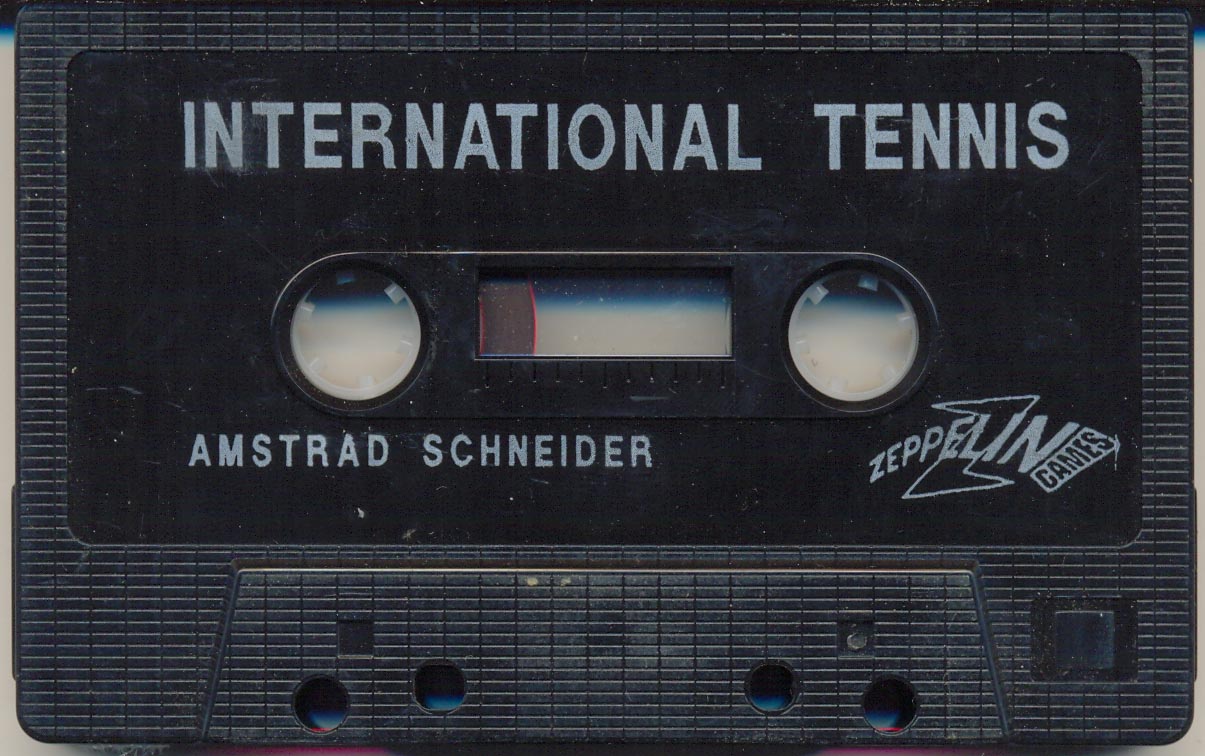 INTERNATIONAL TENNIS
AMSTRAD SCHNEIDER
ZEPPELIN
GAMES